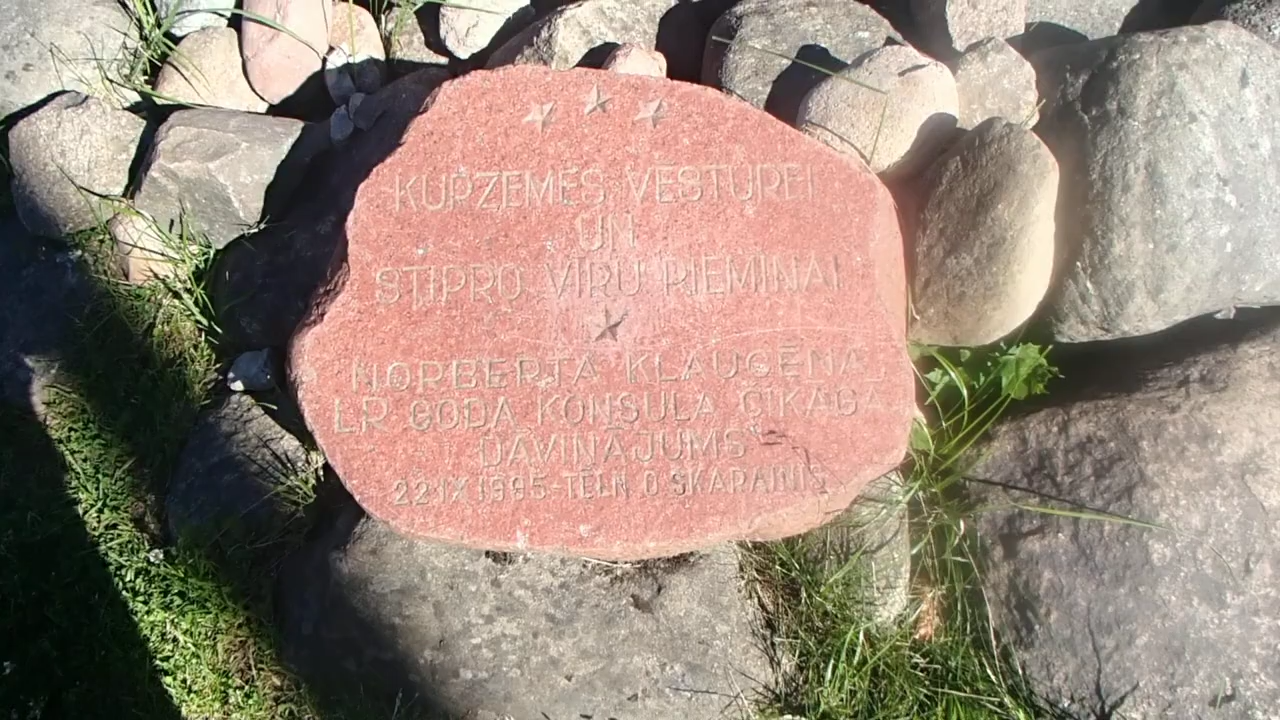 KURZEMES VĒSTUREI
UN
STIPRO VĪRU PIEMIŅAI
NORBERTA KLAUCĒNA
LR GODA KONSULA ČIKĀGĀ
DĀVINĀJUMS
22·IX 1995-TĒLN O SKARAINIS